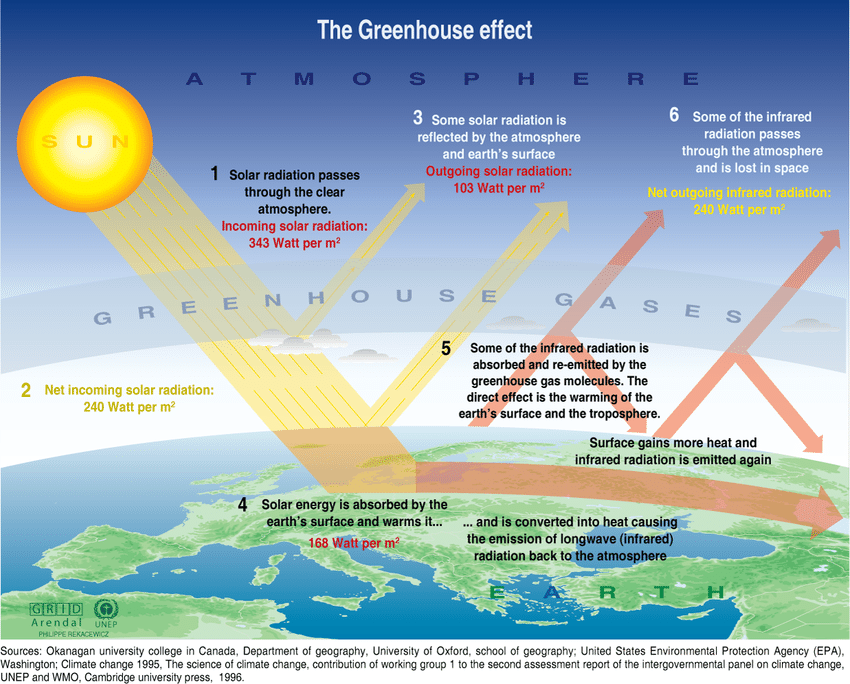 The Greenhouse effect
ATMOSPHERE
SUN
1 Solar radiation passes
through the clear
atmosphere.
Incoming solar radiation:
343 Watt per m²
3 Some solar radiation is
reflected by the atmosphere
and earth's surface
Outgoing solar radiation:
103 Watt per m²
6 Some of the infrared
radiation passes
through the atmosphere
and is lost in space
Net outgoing infrared radiation:
240 Watt per m²
GREENHOUSE GASES
2 Net incoming solar radiation:
240 Watt per m²
5 Some of the infrared radiation is
absorbed and re-emitted by the
greenhouse gas molecules. The
direct effect is the warming of the
earth's surface and the troposphere.
Surface gains more heat and
infrared radiation is emitted again
4 Solar energy is absorbed by the
earth's surface and warms it...
168 Watt per m²
... and is converted into heat causing
the emission of longwave (infrared)
radiation back to the atmosphere
EARTH
GRID
Arendal
UNEP
PHILIPPE REKACEWICZ
Sources: Okanagan university college in Canada, Department of geography, University of Oxford, school of geography; United States Environmental Protection Agency (EPA),
Washington; Climate change 1995, The science of climate change, contribution of working group 1 to the second assessment report of the intergovernmental panel on climate change,
UNEP and WMO, Cambridge university press, 1996.